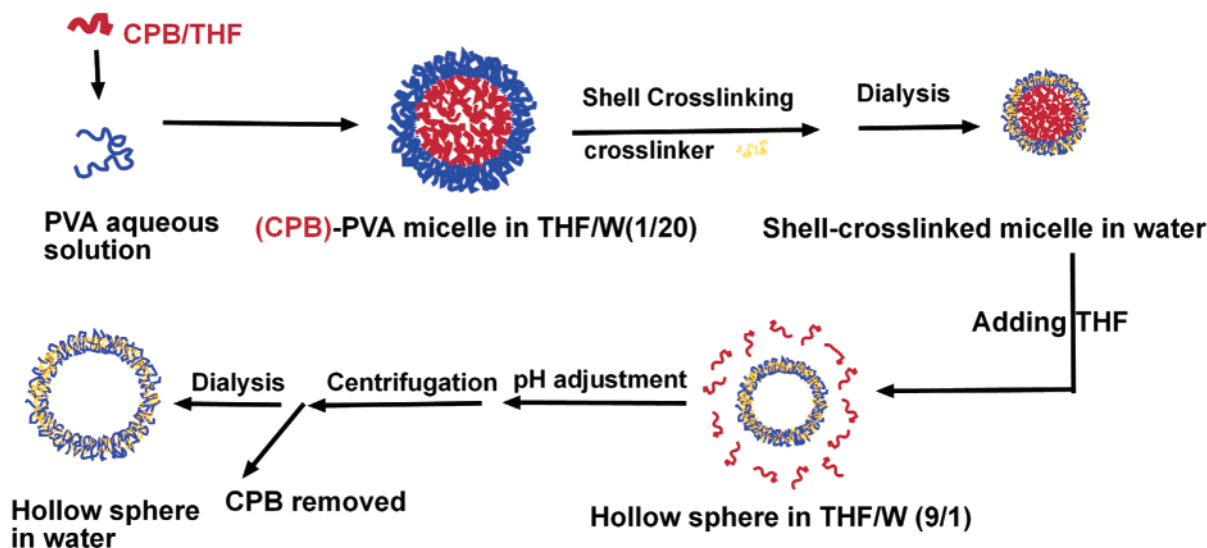 CPB/THF
PVA aqueous
solution
(CPB)-PVA micelle in THF/W(1/20)
Shell Crosslinking
crosslinker
Dialysis
Shell-crosslinked micelle in water
Adding THF
Hollow sphere in THF/W (9/1)
pH adjustment
Centrifugation
CPB removed
Dialysis
Hollow sphere
in water